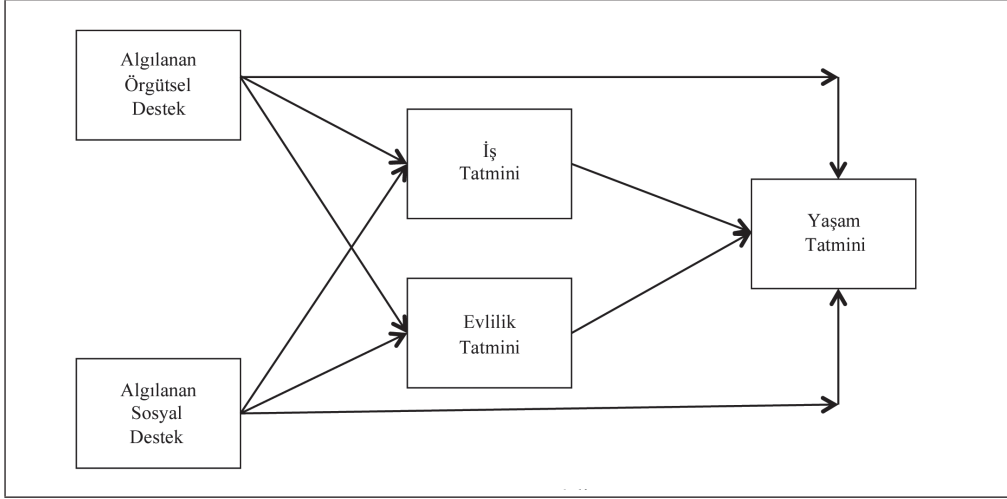 Algılanan
Örgütsel
Destek
İş
Tatmini
Yaşam
Tatmini
Evlilik
Tatmini
Algılanan
Sosyal
Destek